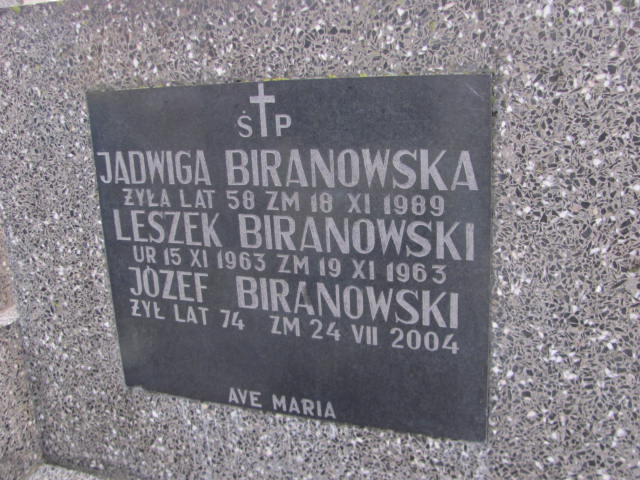 Ś P
JADWIGA BIRANOWSKA
ŻYŁA LAT 58 ZM 18 XI 1989
LESZEK BIRANOWSKI
UR 15 XI 1963 ZM 19 XI 1963
JÓZEF BIRANOWSKI
ŻYŁ LAT 74 ZM 24 VII 2004
AVE MARIA